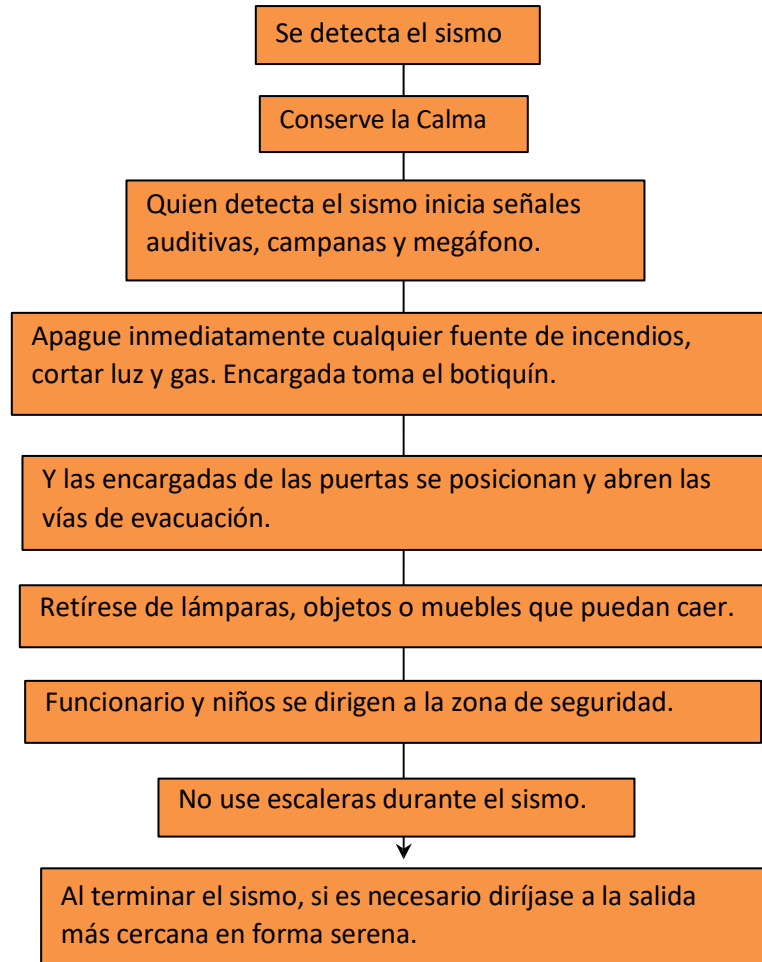 Se detecta el sismo
Conserve la Calma
Quien detecta el sismo inicia señales
auditivas, campanas y megáfono.
Apague inmediatamente cualquier fuente de incendios,
cortar luz y gas. Encargada toma el botiquín.
Y las encargadas de las puertas se posicionan y abren las
vías de evacuación.
Retírese de lámparas, objetos o muebles que puedan caer.
Funcionario y niños se dirigen a la zona de seguridad.
No use escaleras durante el sismo.
Al terminar el sismo, si es necesario diríjase a la salida
más cercana en forma serena.